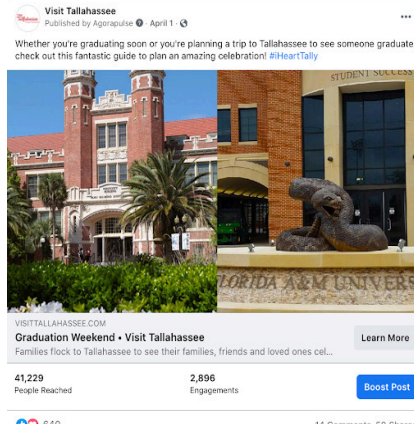 Visit Tallahassee
Published by Agorapulse · April 1 ·
Whether you're graduating soon or you're planning a trip to Tallahassee to see someone graduate
check out this fantastic guide to plan an amazing celebration! #iHeartTally
STUDENT SUCCESS
FLORIDA A&M UNIVERS
VISITTALLAHASSEE.COM
Graduation Weekend • Visit Tallahassee
Learn More
Families flock to Tallahassee to see their families, friends and loved ones cel...
41,229
2,896
People Reached
Engagements
Boost Post